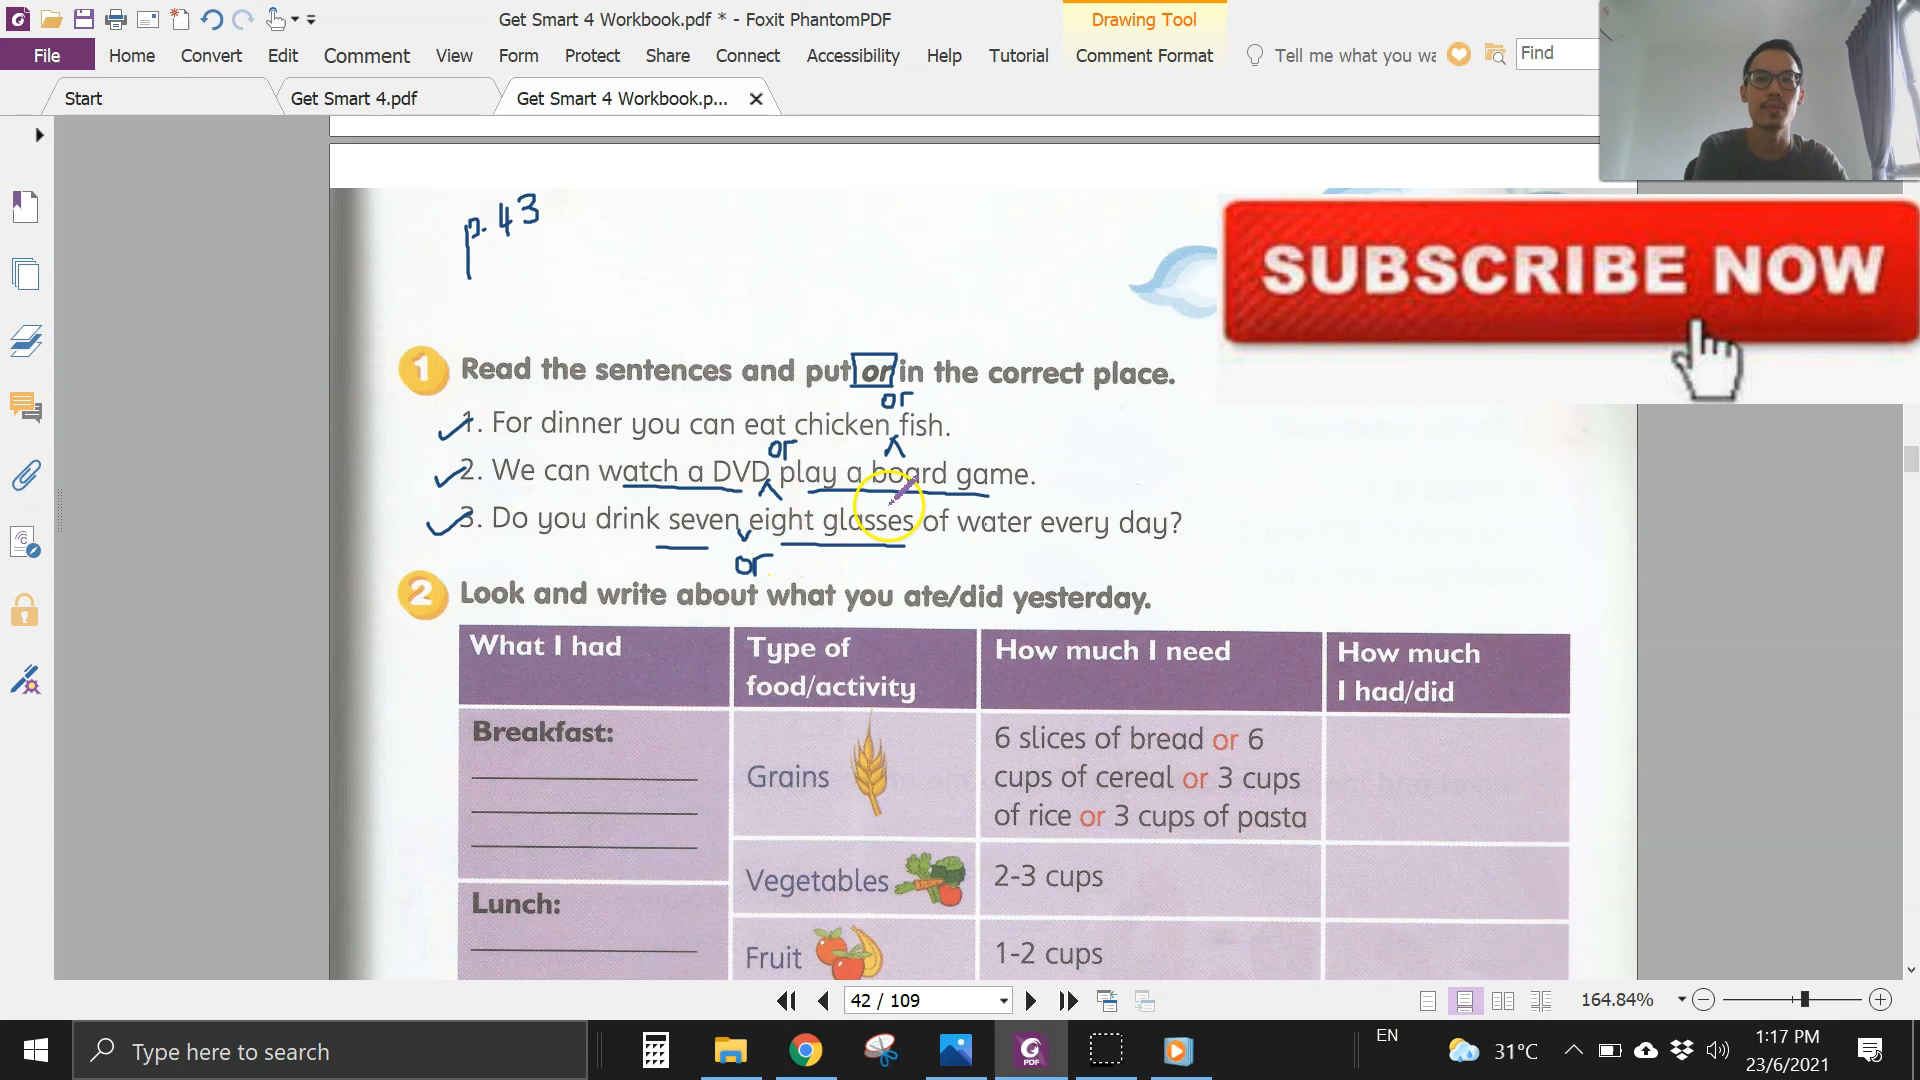 Get Smart 4 Workbook.pdf * - Foxit PhantomPDF
Drawing Tool
File Home Convert Edit Comment View Form Protect Share Connect Accessibility Help Tutorial Comment Format
Tell me what you wa
Find
Start
Get Smart 4.pdf
Get Smart 4 Workbook.p...
p. 43
SUBSCRIBE NOW
1 Read the sentences and put or in the correct place.
or
1. For dinner you can eat chicken fish.
or
2. We can watch a DVD play a board game.
3. Do you drink seven eight glasses of water every day?
or
2 Look and write about what you ate/did yesterday.
What I had
Type of
food/activity
How much I need
How much
I had/did
Breakfast:
Grains
6 slices of bread or 6
cups of cereal or 3 cups
of rice or 3 cups of pasta
Vegetables
2-3 cups
Lunch:
Fruit
1-2 cups
42 / 109
164.84%
Type here to search
PDF
EN
31°C
1:17 PM
23/6/2021